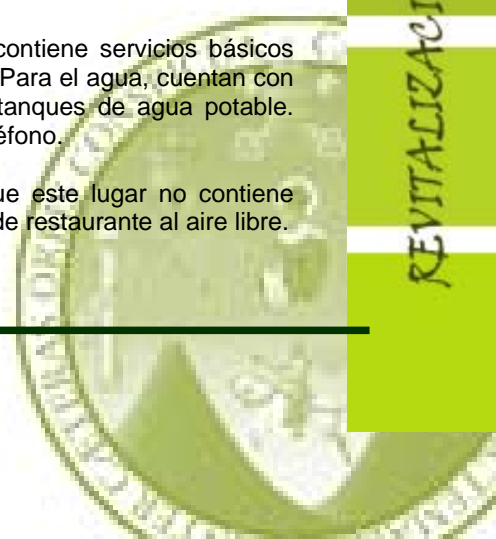 contiene servicios básicos
Para el agua, cuentan con
tanques de agua potable.
éfono.
ue este lugar no contiene
de restaurante al aire libre.
REVITALIZACI